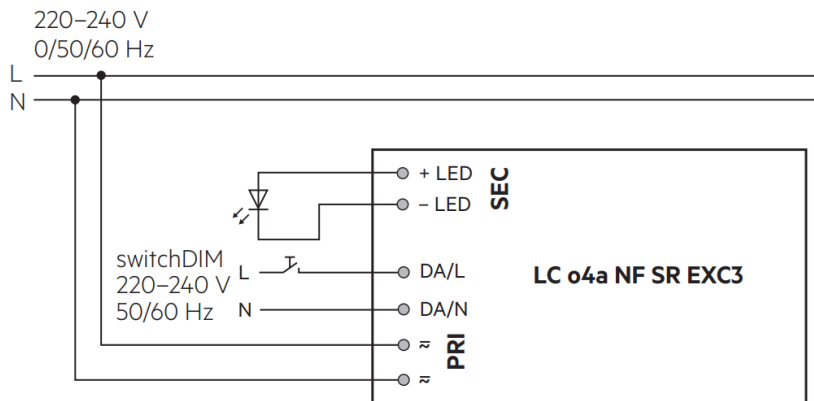 220–240 V
0/50/60 Hz
L
N
+ LED
– LED
SEC
switchDIM
220–240 V
50/60 Hz
L
N
DA/L
DA/N
PRI
LC o4a NF SR EXC3